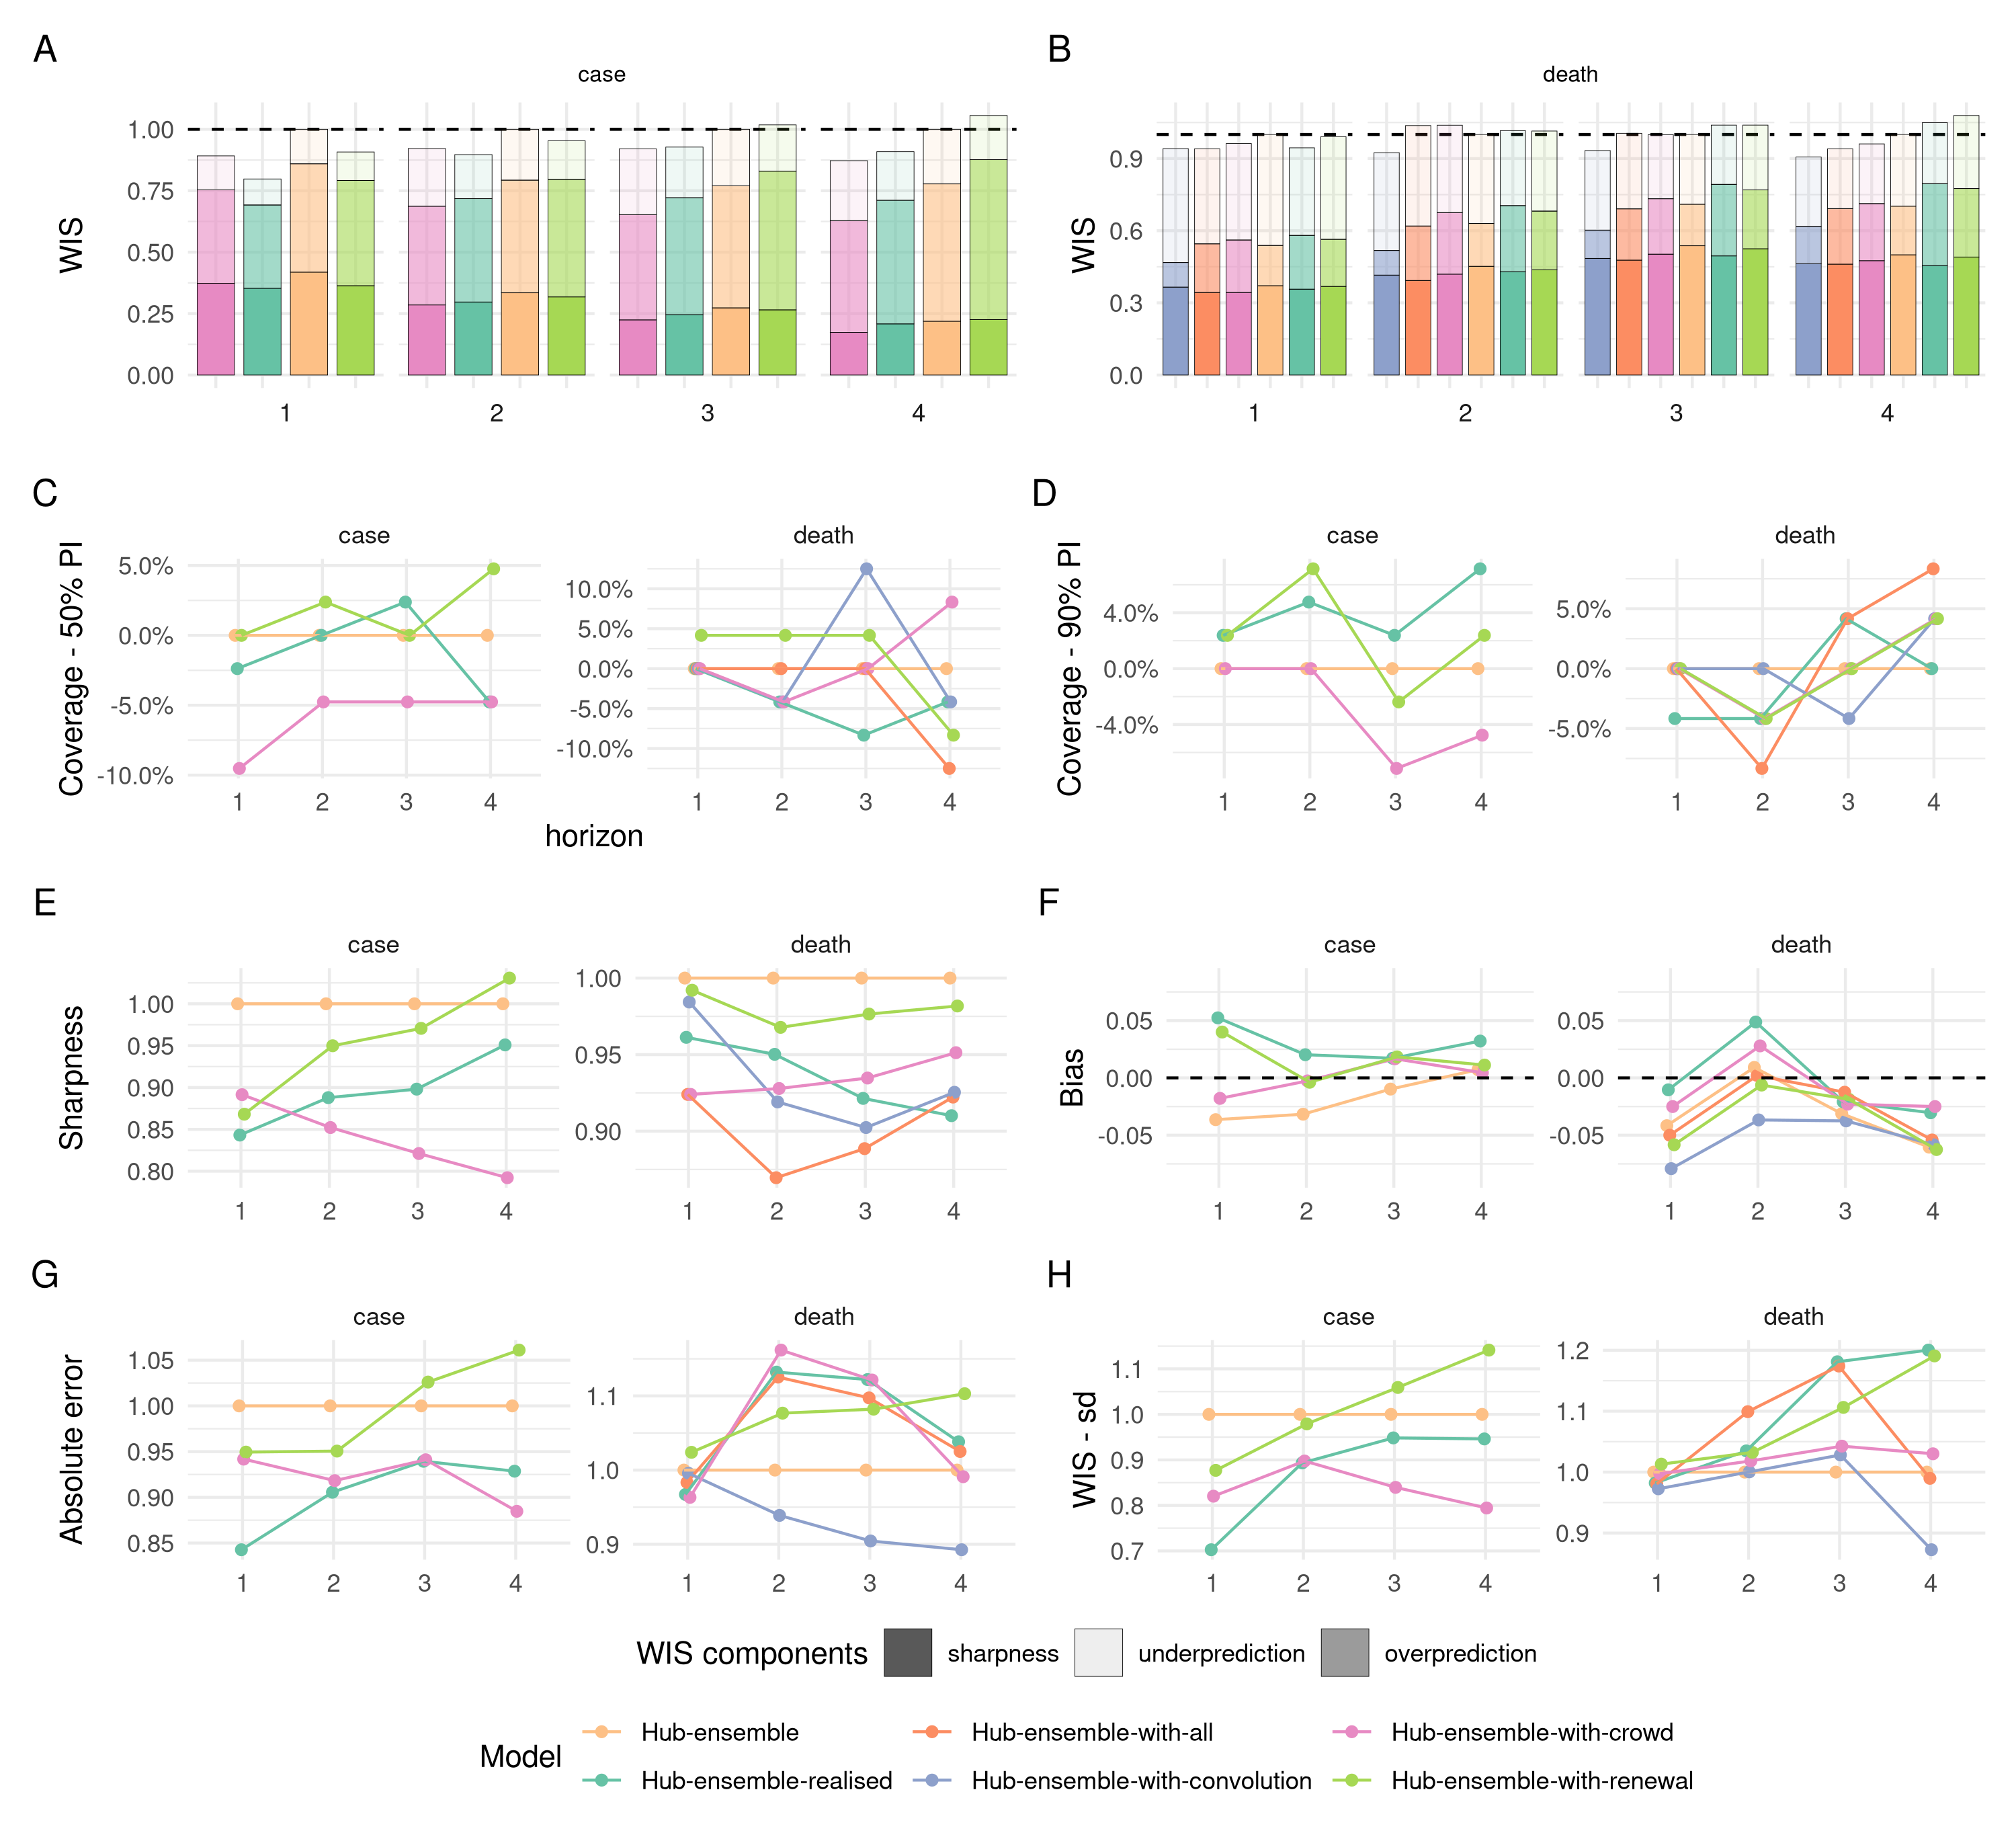 A
B
case
death
WIS
1.00
0.75
0.50
0.25
0.00
1 2 3 4
WIS
0.9
0.6
0.3
0.0
1 2 3 4
C
D
case
death
Coverage - 50% PI
5.0%
0.0%
-5.0%
-10.0%
1 2 3 4
10.0%
5.0%
0.0%
-5.0%
-10.0%
1 2 3 4
horizon
case
death
Coverage - 90% PI
4.0%
0.0%
-4.0%
1 2 3 4
5.0%
0.0%
-5.0%
1 2 3 4
E
F
case
death
Sharpness
1.00
0.95
0.90
0.85
0.80
1 2 3 4
1.00
0.95
0.90
1 2 3 4
case
death
Bias
0.05
0.00
-0.05
1 2 3 4
0.05
0.00
-0.05
1 2 3 4
G
H
case
death
Absolute error
1.05
1.00
0.95
0.90
0.85
1 2 3 4
1.1
1.0
0.9
1 2 3 4
case
death
WIS - sd
1.1
1.0
0.9
0.8
0.7
1 2 3 4
1.2
1.1
1.0
0.9
1 2 3 4
WIS components sharpness underprediction overprediction
Model
Hub-ensemble Hub-ensemble-with-all Hub-ensemble-with-crowd
Hub-ensemble-realised Hub-ensemble-with-convolution Hub-ensemble-with-renewal